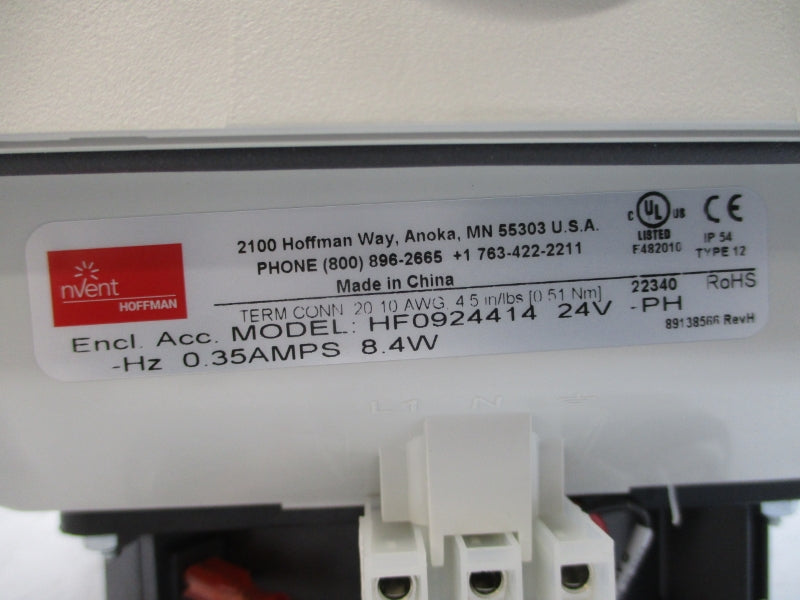 nvent
HOFFMAN
2100 Hoffman Way, Anoka, MN 55303 U.S.A.
PHONE (800) 896-2665 +1 763-422-2211
Made in China
TERM CONN 20 10 AWG 4.5 in/lbs [0.51 Nm]
Encl. Acc. MODEL: HF0924414 24V -PH
-Hz 0.35AMPS 8.4W
C UL US
LISTED
F482010
CE
IP 54
TYPE 12
22340 RoHS
89138566 RevH
L1 N